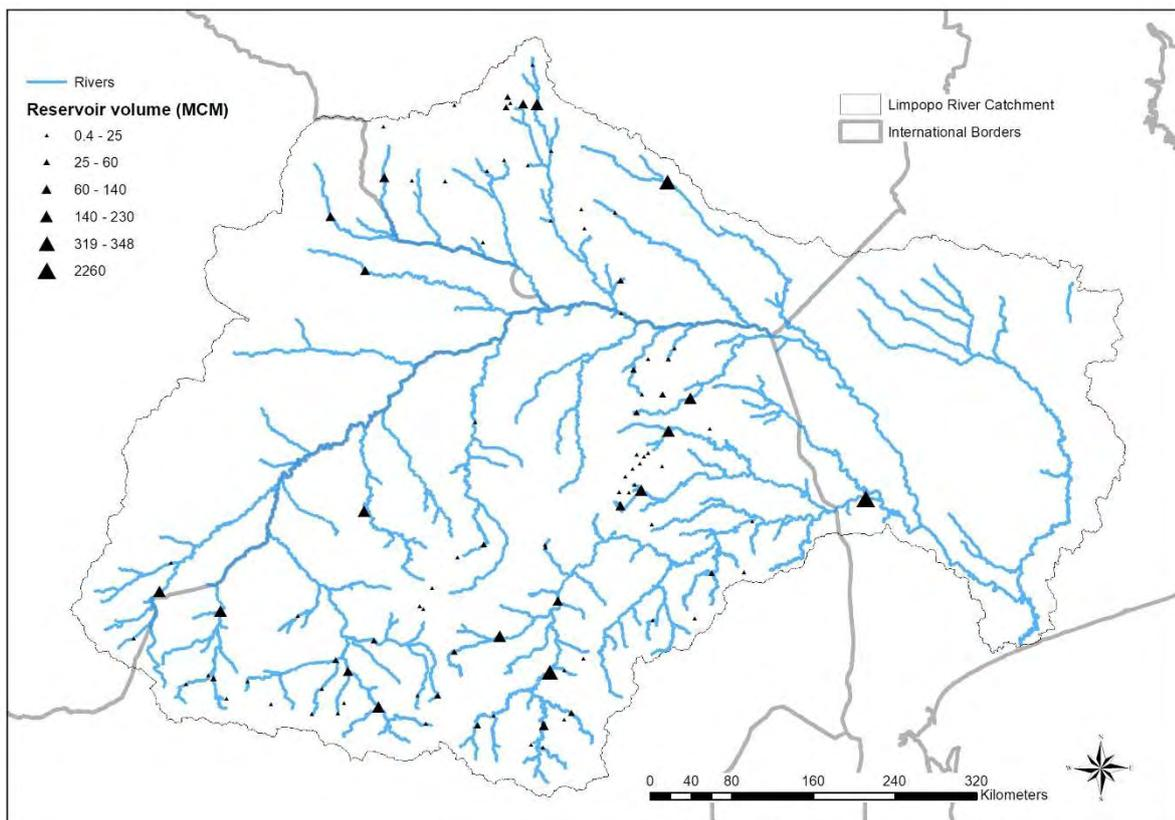 Rivers
Reservoir volume (MCM)
0.4 - 25
25 - 60
60 - 140
140 - 230
319 - 348
2260
Limpopo River Catchment
International Borders
N
W E
S
0 20 40 80 160 240 320
Kilometers